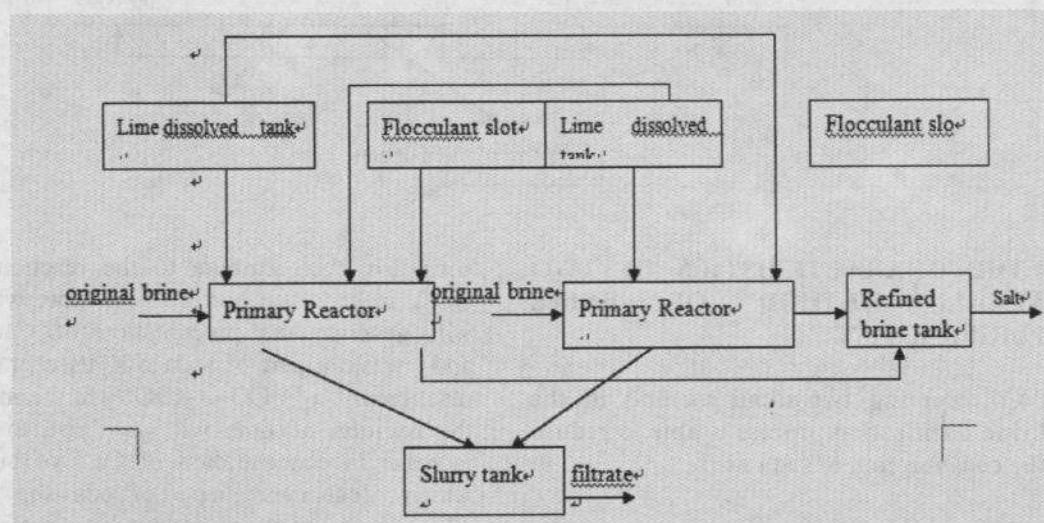 Lime dissolved tank
Flocculant slot
Lime dissolved
tank
Flocculant slo
original brine
Primary Reactor
original brine
Primary Reactor
Refined
brine tank
Salt
Slurry tank
filtrate